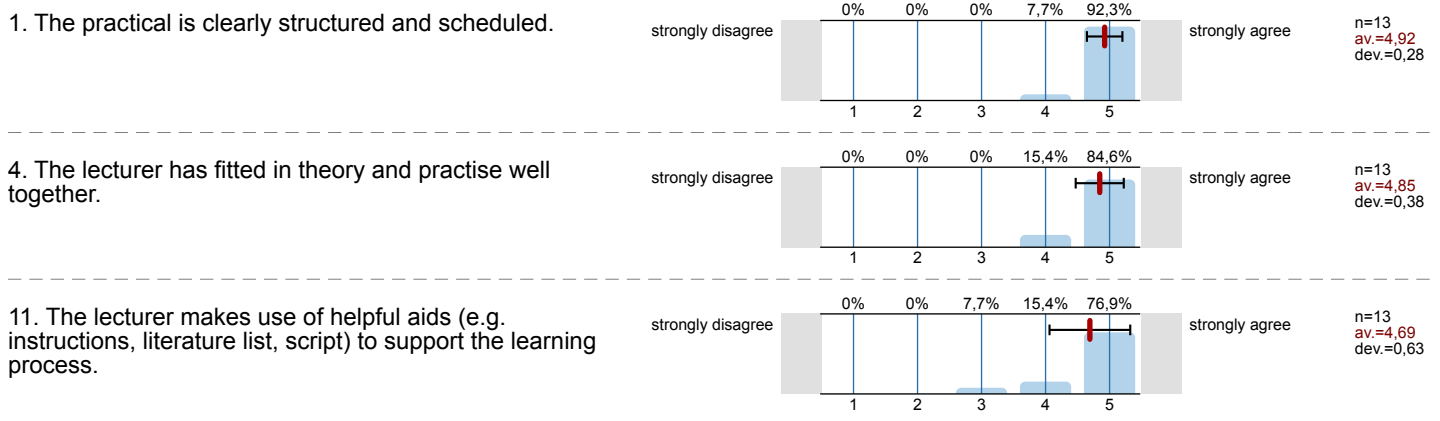 0% 0% 0% 7,7% 92,3%
1. The practical is clearly structured and scheduled.
strongly disagree
strongly agree
n=13
av.=4,92
dev.=0,28
1 2 3 4 5
0% 0% 0% 15,4% 84,6%
4. The lecturer has fitted in theory and practise well
together.
strongly disagree
strongly agree
n=13
av.=4,85
dev.=0,38
1 2 3 4 5
0% 0% 7,7% 15,4% 76,9%
11. The lecturer makes use of helpful aids (e.g.
instructions, literature list, script) to support the learning
process.
strongly disagree
strongly agree
n=13
av.=4,69
dev.=0,63
1 2 3 4 5